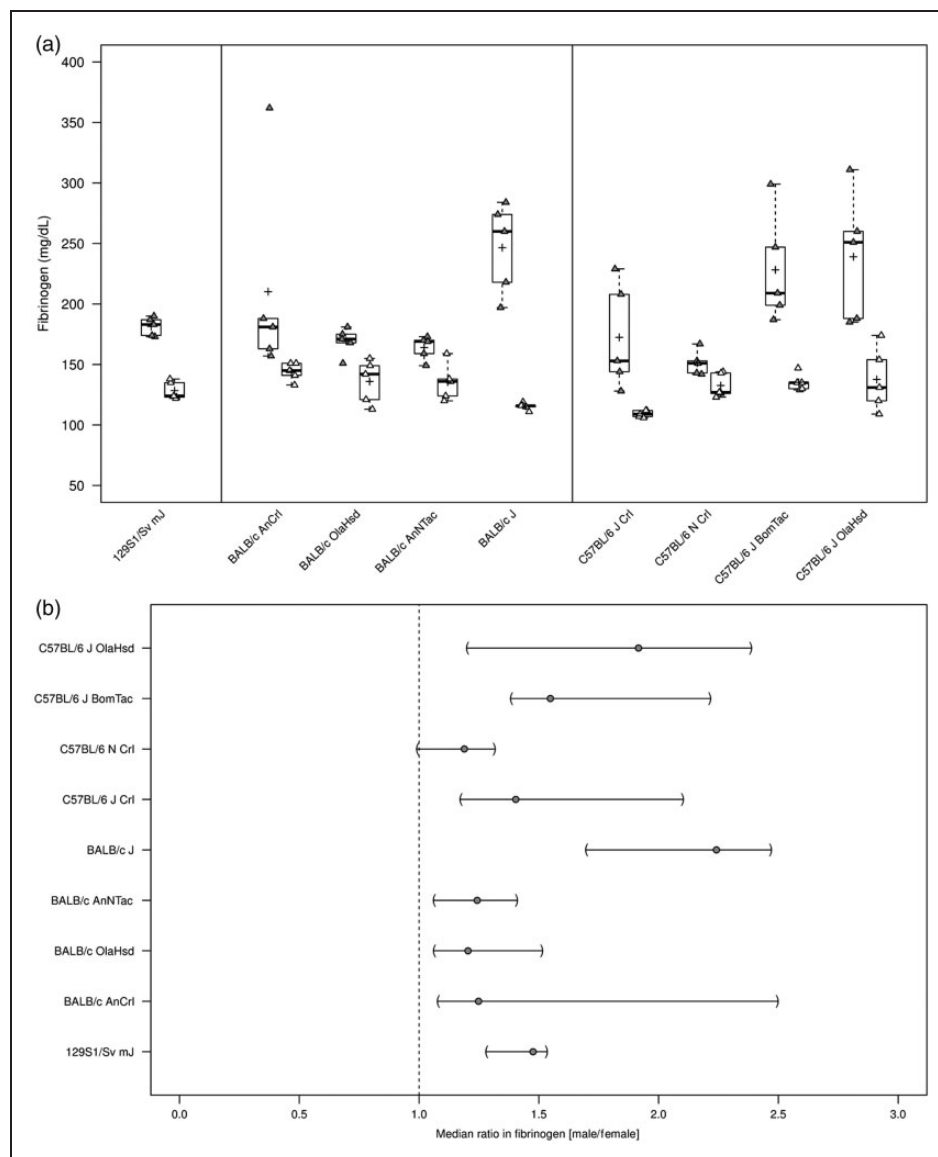 (a)
400
350
300
250
200
150
100
50
Fibrinogen (mg/dL)
129S1/Sv mJ
BALB/c AnCrl
BALB/c OlaHsd
BALB/c AnNTac
BALB/c J
C57BL/6 J Crl
C57BL/6 N Crl
C57BL/6 J BomTac
C57BL/6 J OlaHsd
(b)
C57BL/6 J OlaHsd
C57BL/6 J BomTac
C57BL/6 N Crl
C57BL/6 J Crl
BALB/c J
BALB/c AnNTac
BALB/c OlaHsd
BALB/c AnCrl
129S1/Sv mJ
0.0 0.5 1.0 1.5 2.0 2.5 3.0
Median ratio in fibrinogen [male/female]